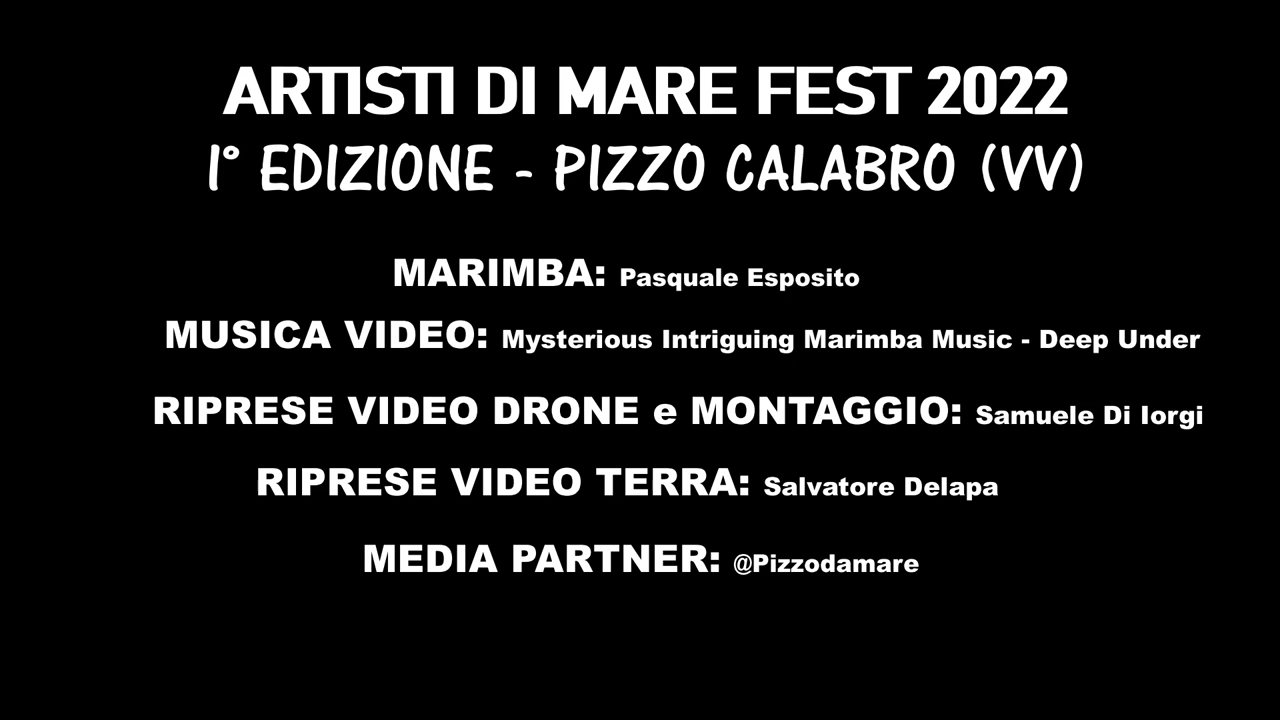 ARTISTI DI MARE FEST 2022
I° EDIZIONE - PIZZO CALABRO (VV)
MARIMBA: Pasquale Esposito
MUSICA VIDEO: Mysterious Intriguing Marimba Music - Deep Under
RIPRESE VIDEO DRONE e MONTAGGIO: Samuele Di Iorgi
RIPRESE VIDEO TERRA: Salvatore Delapa
MEDIA PARTNER: @Pizzodamare